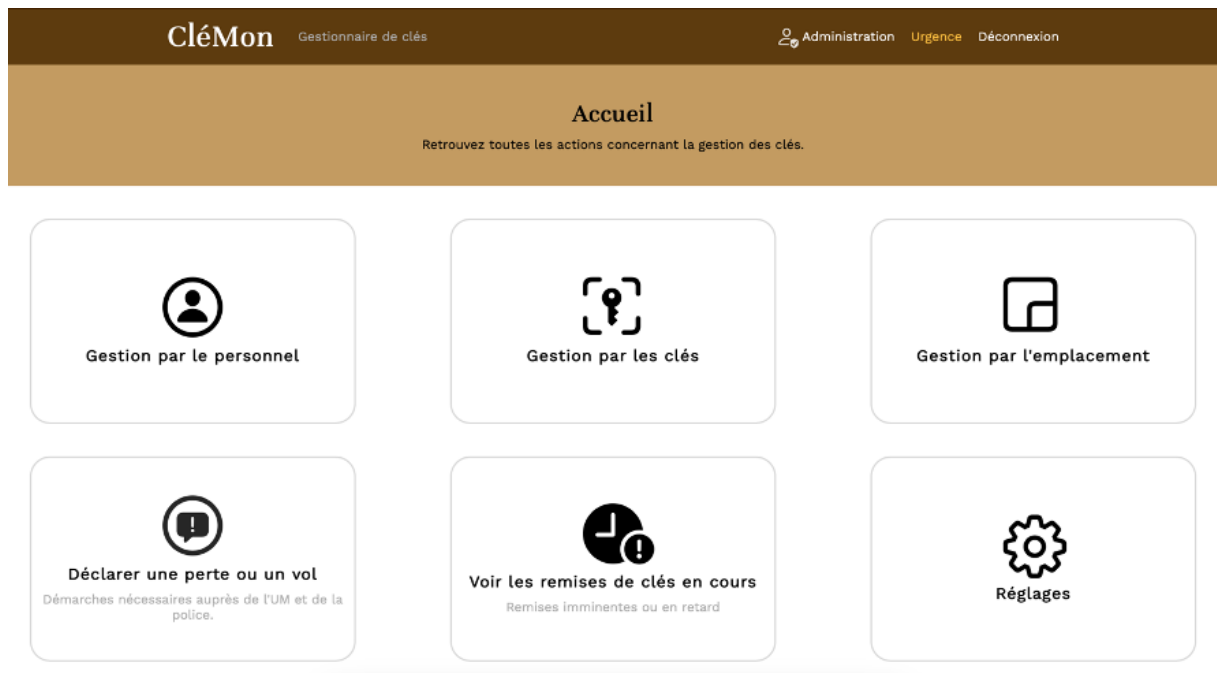 CléMon Gestionnaire de clés Administration Urgence Déconnexion
Accueil
Retrouvez toutes les actions concernant la gestion des clés.
Gestion par le personnel
Gestion par les clés
Gestion par l'emplacement
Déclarer une perte ou un vol
Démarches nécessaires auprès de l'UM et de la
police.
Voir les remises de clés en cours
Remises imminentes ou en retard
Réglages